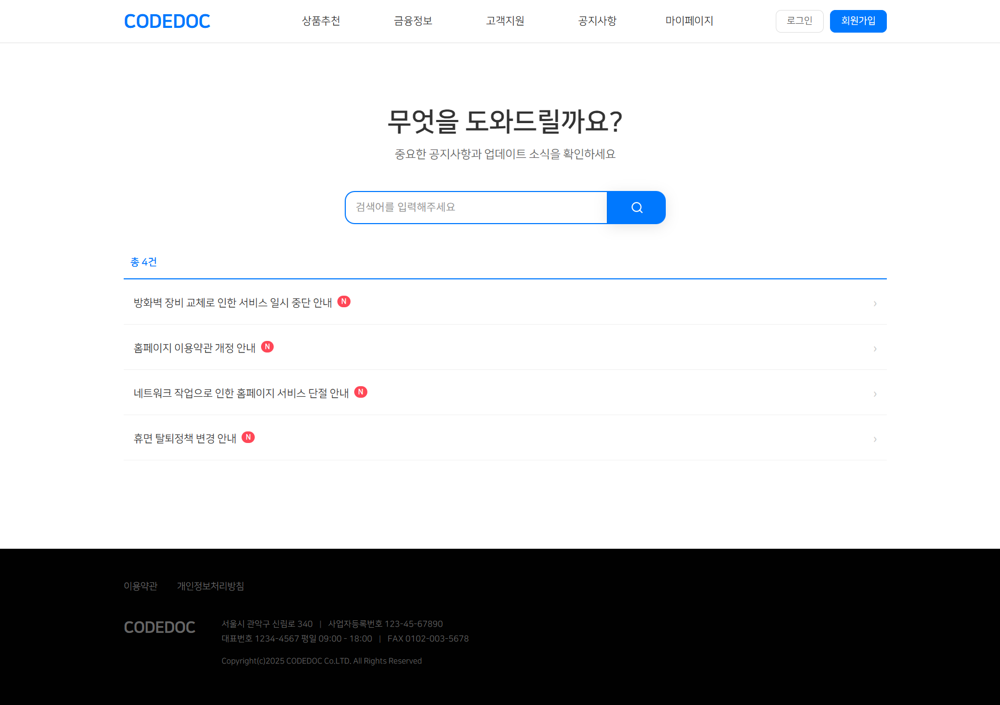 CODEDOC
상품추천 금융정보 고객지원 공지사항 마이페이지 로그인 회원가입
무엇을 도와드릴까요?
중요한 공지사항과 업데이트 소식을 확인하세요
검색어를 입력해주세요
총 4건
방화벽 장비 교체로 인한 서비스 일시 중단 안내 N
홈페이지 이용약관 개정 안내 N
네트워크 작업으로 인한 홈페이지 서비스 단절 안내 N
휴면 탈퇴정책 변경 안내 N
이용약관 개인정보처리방침
CODEDOC
서울시 관악구 신림로 340 | 사업자등록번호 123-45-67890
대표번호 1234-4567 평일 09:00 - 18:00 | FAX 0102-003-5678
Copyright(c)2025 CODEDOC Co.LTD. All Rights Reserved